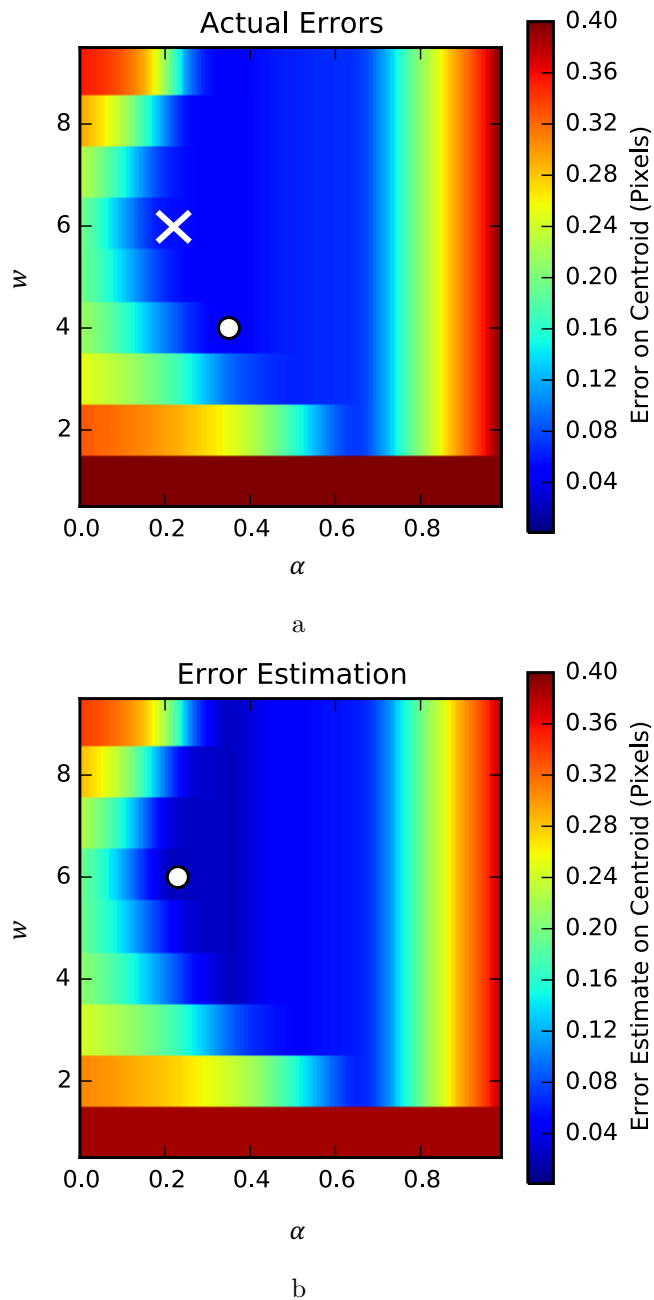 Actual Errors
8
6
4
2
w
0.0 0.2 0.4 0.6 0.8
α
0.40
0.36
0.32
0.28
0.24
0.20
0.16
0.12
0.08
0.04
Error on Centroid (Pixels)
a
Error Estimation
8
6
4
2
w
0.0 0.2 0.4 0.6 0.8
α
0.40
0.36
0.32
0.28
0.24
0.20
0.16
0.12
0.08
0.04
Error Estimate on Centroid (Pixels)
b